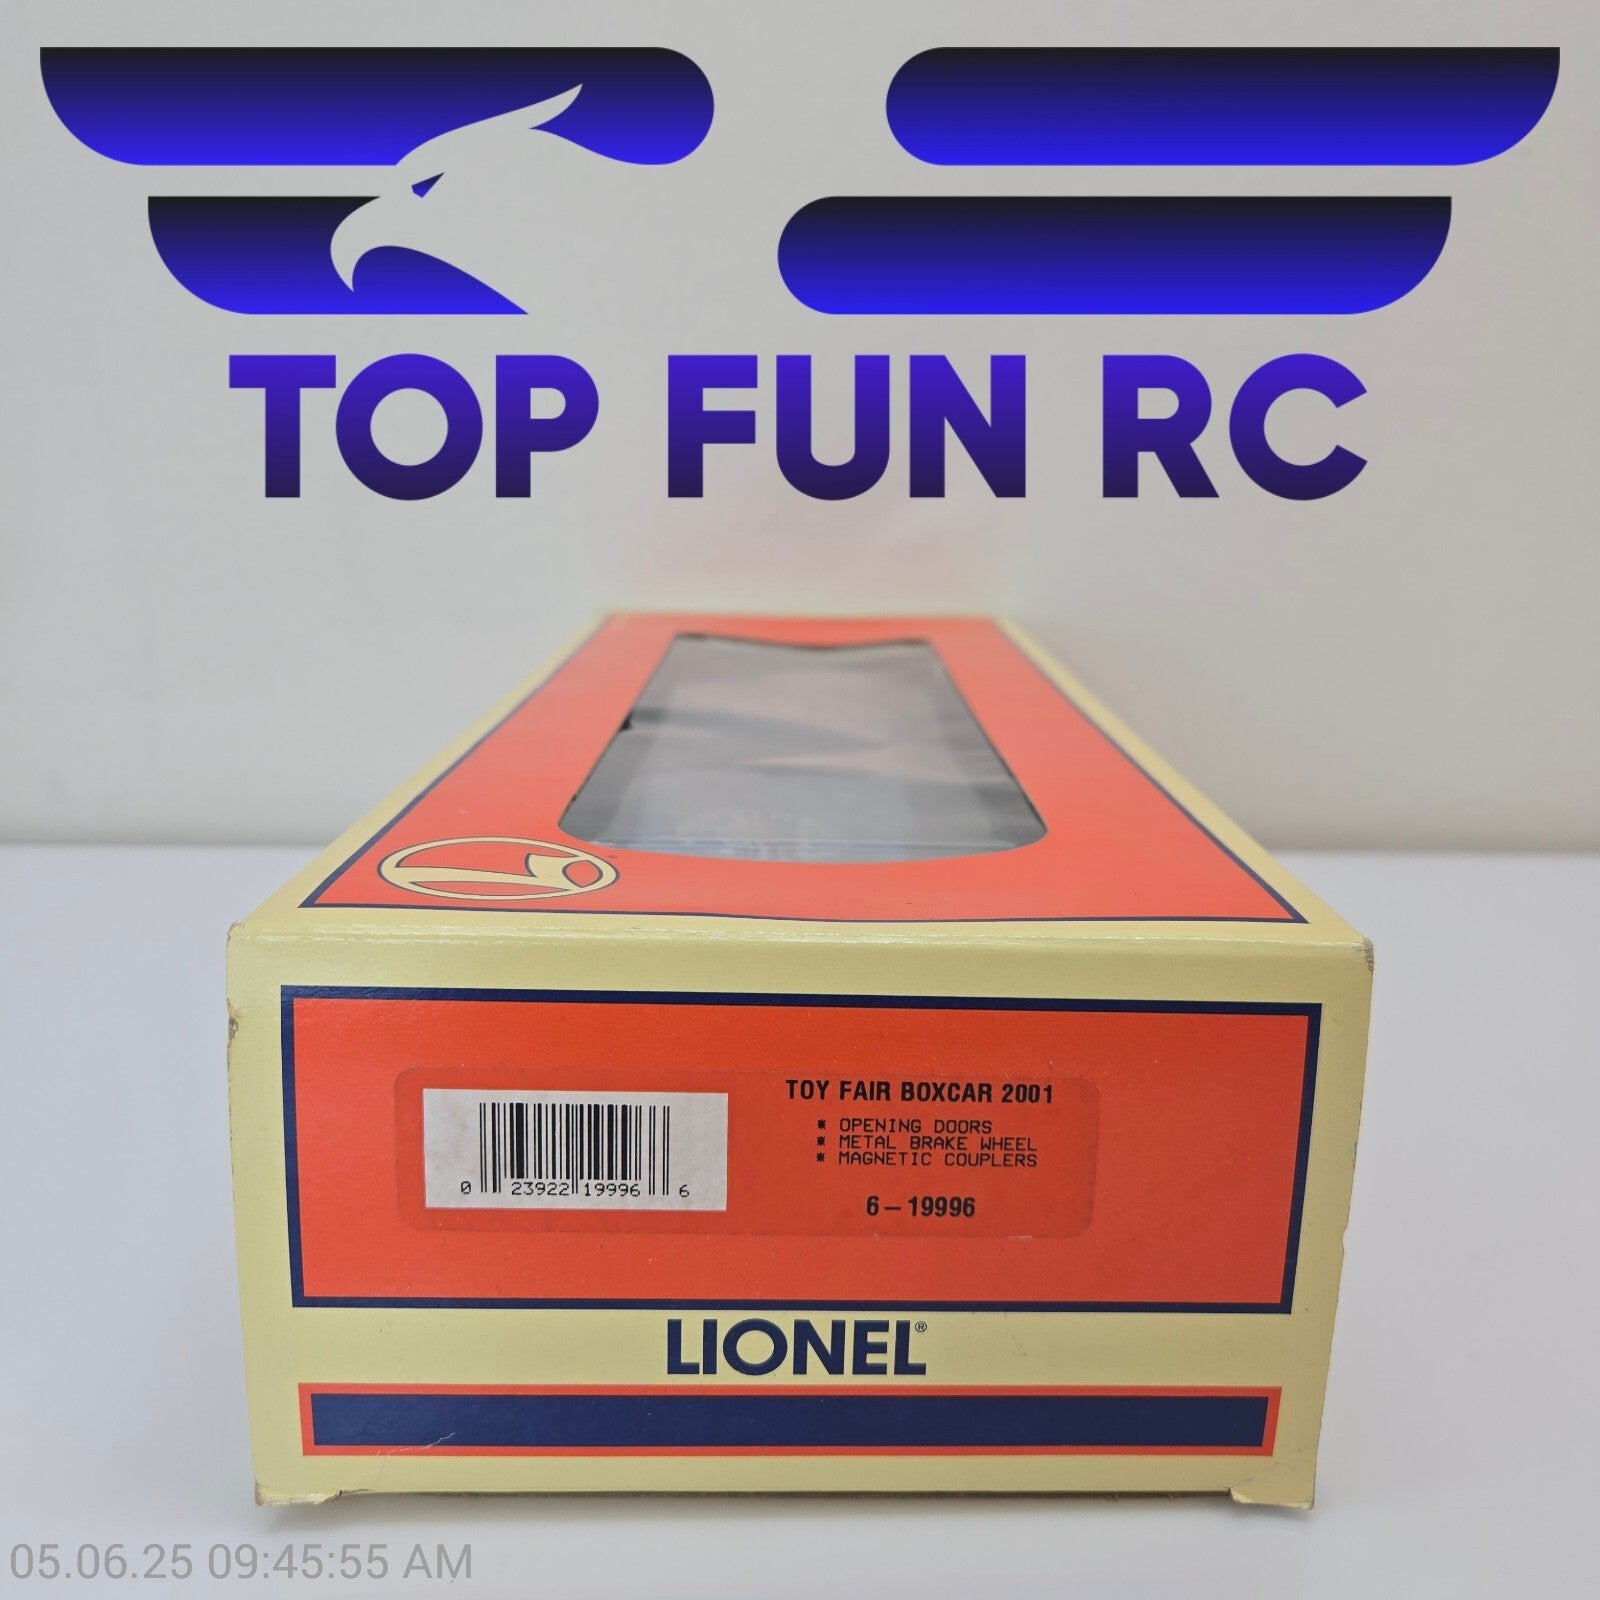 TOP FUN RC
TOY FAIR BOXCAR 2001
* OPENING DOORS
* METAL BRAKE WHEEL
* MAGNETIC COUPLERS
6-19996
0 23922 19996 6
LIONEL®
05.06.25 09:45:55 AM